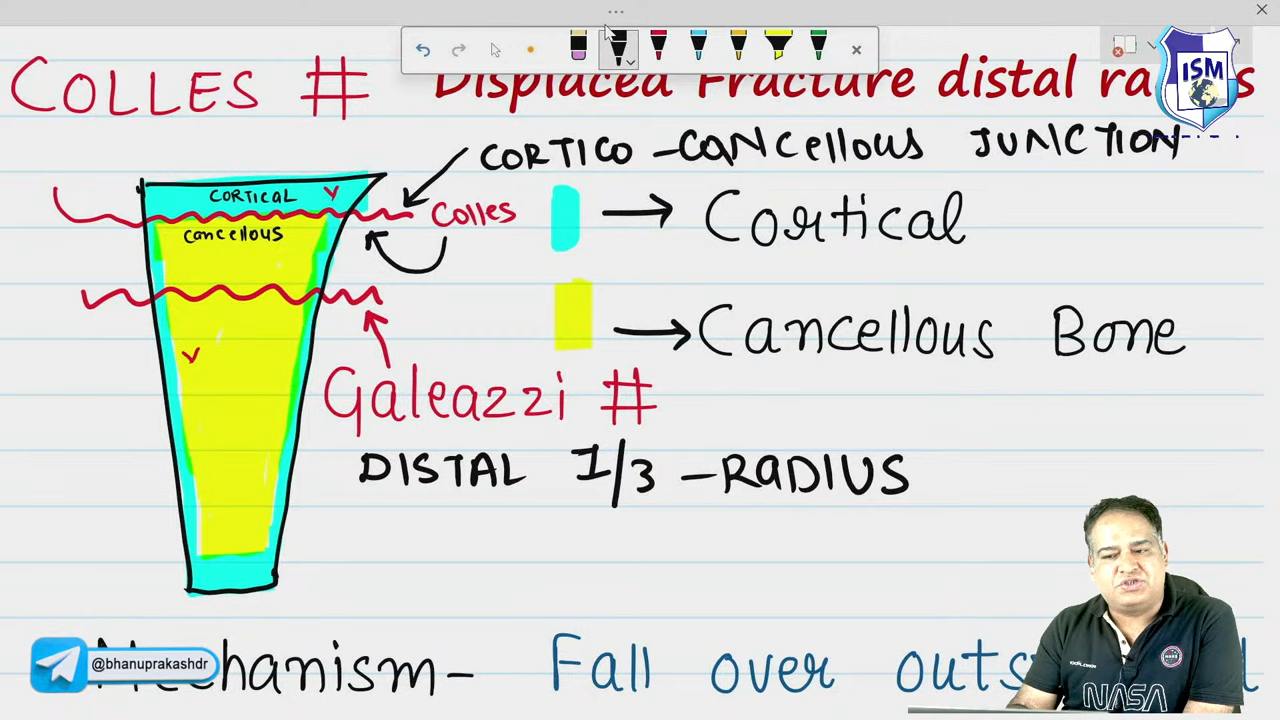 COLLES # Displaced Fracture distal radius
CORTICO-CANCELLOUS JUNCTION
CORTICAL
Colles
Cancellous
Cortical
Cancellous Bone
Galeazzi #
DISTAL 1/3 - RADIUS
Mechanism- Fall over
@bhanuprakashdr
ISM
NASA